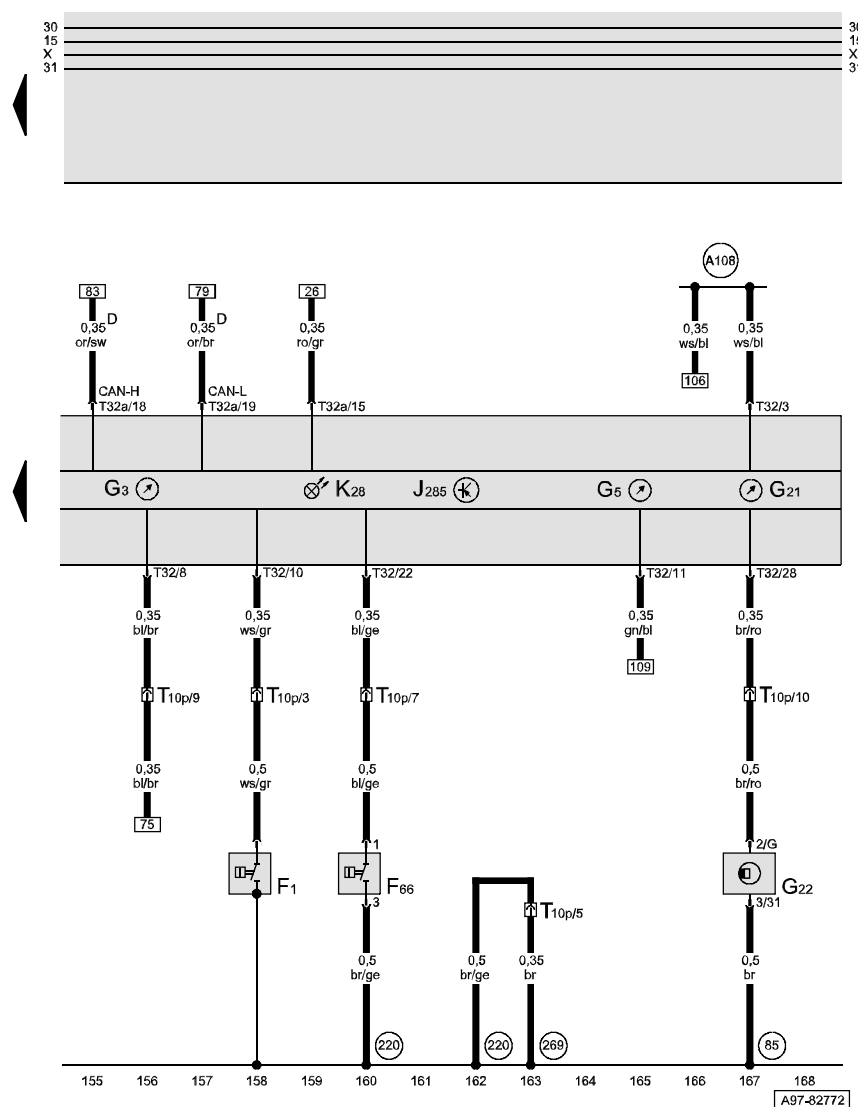 30 30
15 15
X X
31 31
A108
83 79 26
0,35 D 0,35 D 0,35 0,35 0,35
or/sw or/br ro/gr ws/bl ws/bl
106
CAN-H CAN-L
T32a/18 T32a/19 T32a/15 T32/3
G3 K28 J285 G5 G21
T32/8 T32/10 T32/22 T32/11 T32/28
0,35 0,35 0,35 0,35 0,35
bl/br ws/gr bl/ge gn/bl br/ro
109
T10p/9 T10p/3 T10p/7 T10p/10
0,35 0,5 0,5 0,5
bl/br ws/gr bl/ge br/ro
75
1 2/G
F1 F66 G22
3 3/31
T10p/5
0,5 0,5 0,35 0,5
br/ge br/ge br br
220 220 269 85
155 156 157 158 159 160 161 162 163 164 165 166 167 168
A97-82772